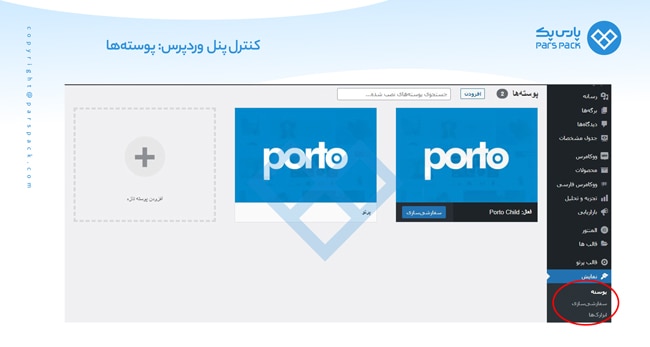 پارس پک
PARS PACK
کنترل پنل وردپرس: پوسته‌ها
copyright@parspack.com
پوسته‌ها 2 افزودن جستجوی پوسته‌های نصب شده...
porto
porto
افزودن پوسته تازه
پرتو
سفارشی‌سازی فعال: Porto Child
رسانه
برگه‌ها
دیدگاه‌ها
جدول مشخصات
ووکامرس
محصولات
ووکامرس فارسی
تجزیه و تحلیل
بازاریابی
المنتور
قالب ها
قالب پرتو
نمایش
پوسته
سفارشی‌سازی
ابزارک‌ها